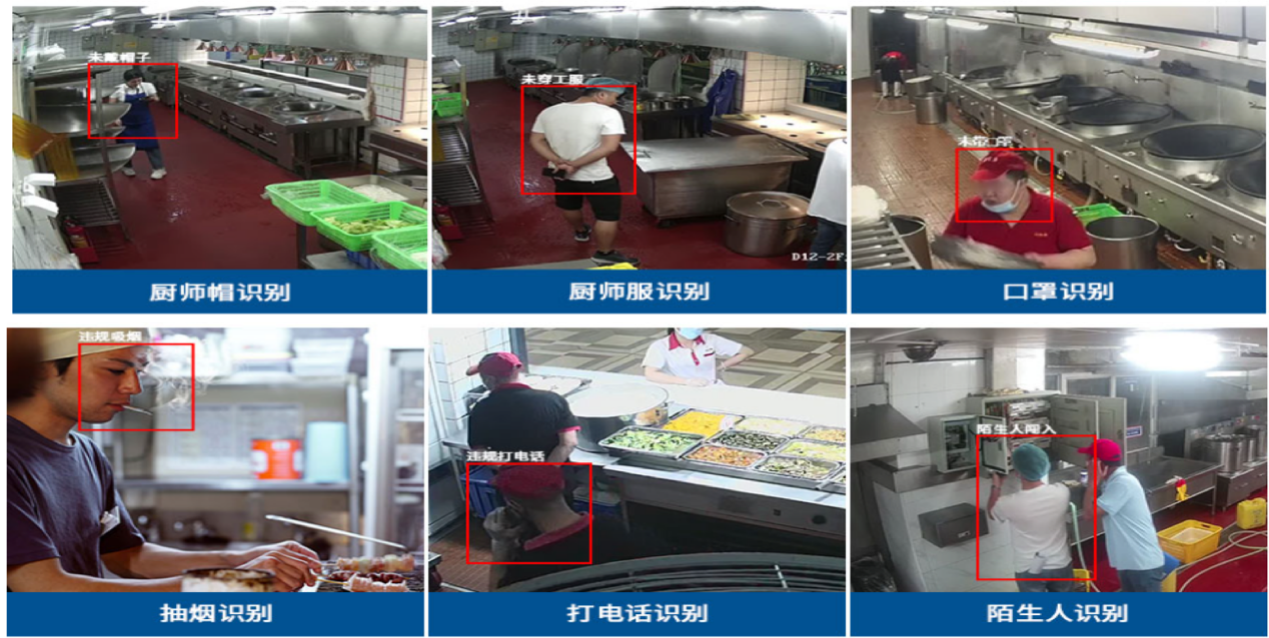 未戴帽子
未穿工服
D12-ZF
厨师帽识别
厨师服识别
口罩识别
违规吸烟
违规打电话
陌生人闯入
抽烟识别
打电话识别
陌生人识别